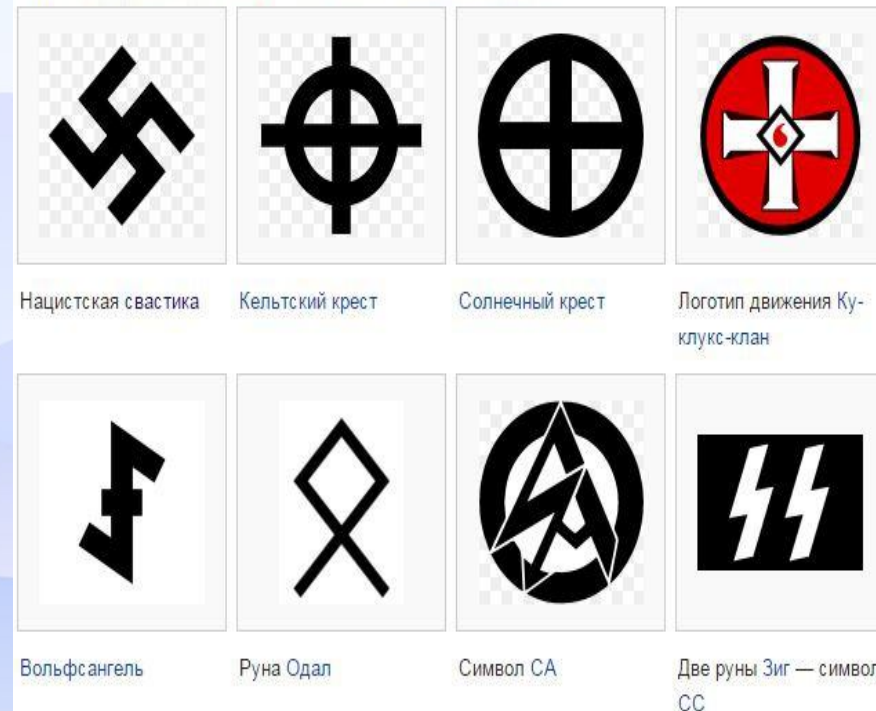 Нацистская свастика
Кельтский крест
Солнечный крест
Логотип движения Ку-
клукс-клан
Вольфсангель
Руна Одал
Символ СА
Две руны Зиг — символ
СС